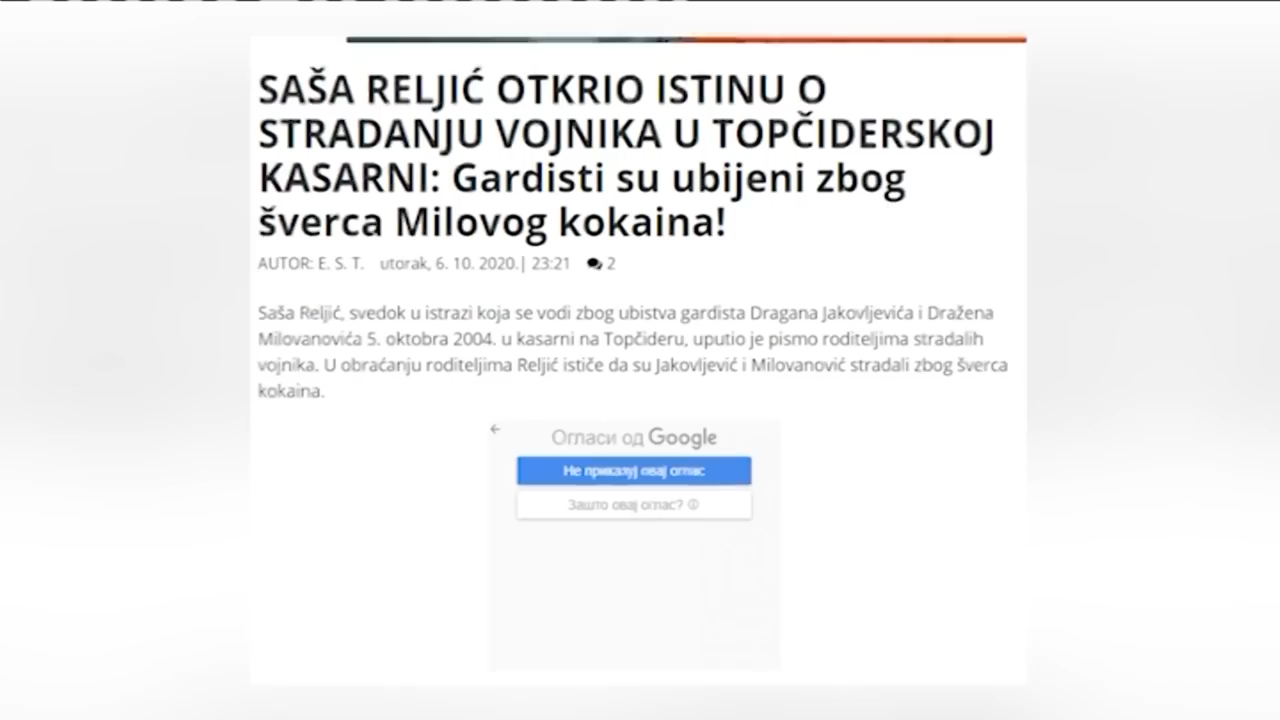 SAŠA RELJIĆ OTKRIO ISTINU O
STRADANJU VOJNIKA U TOPČIDERSKOJ
KASARNI: Gardisti su ubijeni zbog
šverca Milovog kokaina!
AUTOR: E. S. T. utorak, 6. 10. 2020.| 23:21 2
Saša Reljić, svedok u istrazi koja se vodi zbog ubistva gardista Dragana Jakovljevića i Dražena
Milovanovića 5. oktobra 2004. u kasarni na Topčideru, uputio je pismo roditeljima stradalih
vojnika. U obraćanju roditeljima Reljić ističe da su Jakovljević i Milovanović stradali zbog šverca
kokaina.
Огласи од Google
Не приказуј овај оглас
Зашто овај оглас?